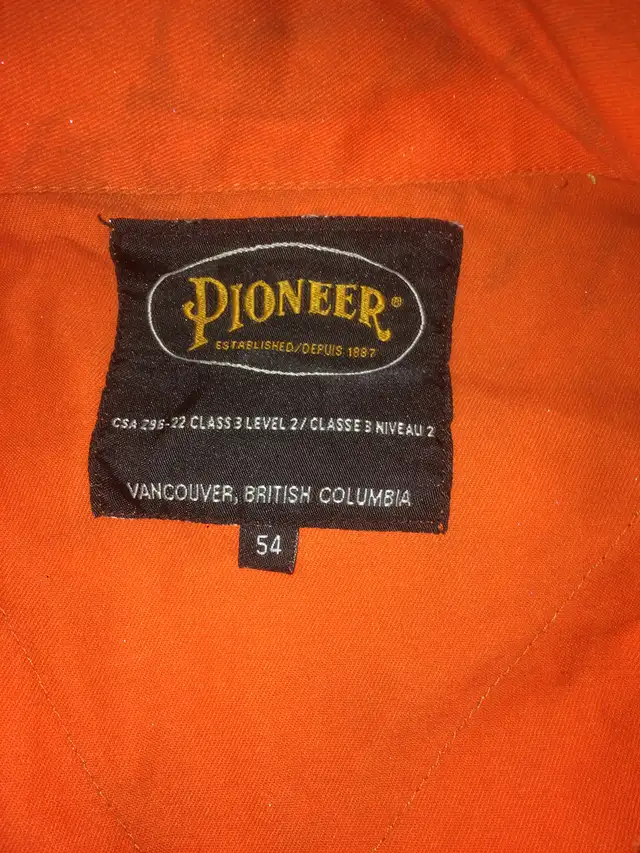 PIONEER®
ESTABLISHED/DEPUIS 1887
CSA Z96-22 CLASS 3 LEVEL 2 / CLASSE 3 NIVEAU 2
VANCOUVER, BRITISH COLUMBIA
54